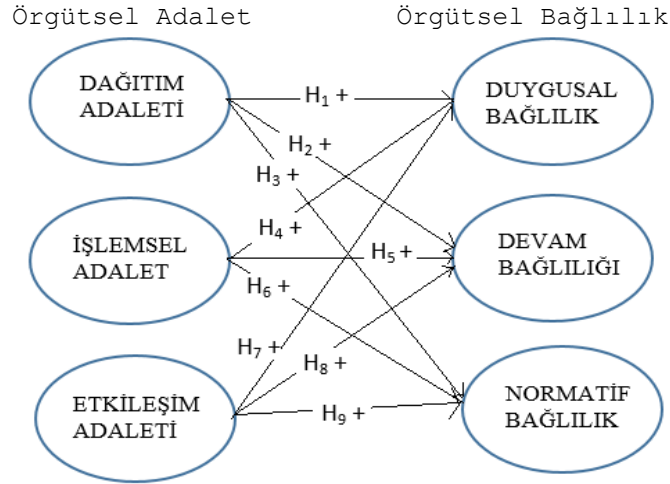 Örgütsel Adalet
Örgütsel Bağlılık
DAĞITIM
ADALETİ
H1 +
DUYGUSAL
BAĞLILIK
H2 +
H3 +
H4 +
İŞLEMSEL
ADALET
H5 +
DEVAM
BAĞLILIĞI
H6 +
H7 +
H8 +
ETKİLEŞİM
ADALETİ
H9 +
NORMATİF
BAĞLILIK